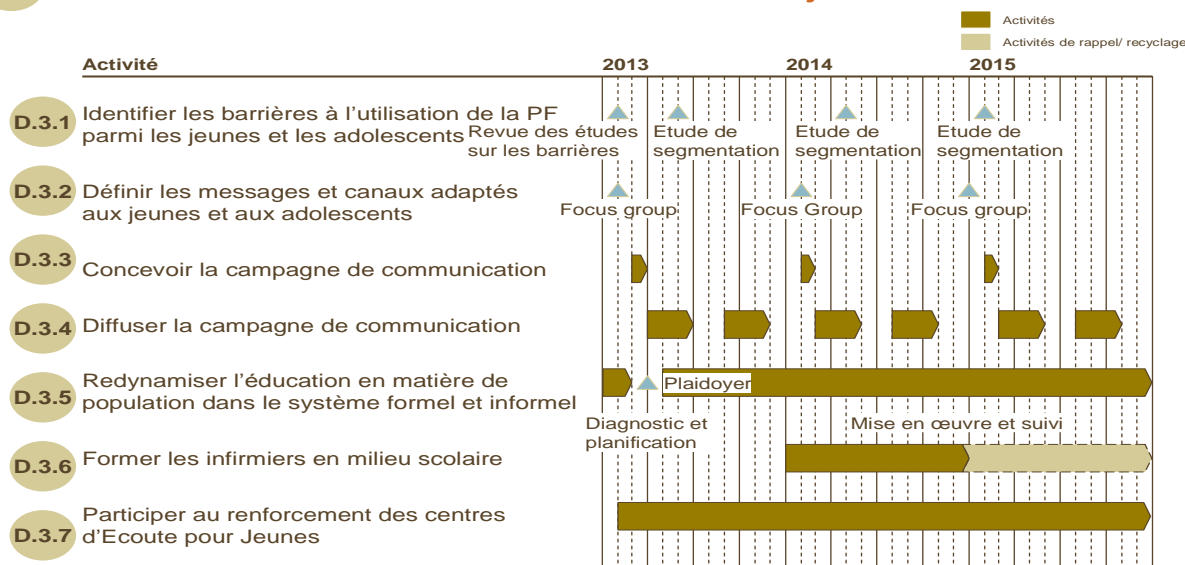 Activités
Activités de rappel/ recyclage
Activité 2013 2014 2015
D.3.1 Identifier les barrières à l'utilisation de la PF
parmi les jeunes et les adolescents
Revue des études
sur les barrières
Etude de
segmentation
Etude de
segmentation
Etude de
segmentation
D.3.2 Définir les messages et canaux adaptés
aux jeunes et aux adolescents
Focus group
Focus Group
Focus group
D.3.3 Concevoir la campagne de communication
D.3.4 Diffuser la campagne de communication
D.3.5 Redynamiser l'éducation en matière de
population dans le système formel et informel
Plaidoyer
Diagnostic et
planification
Mise en œuvre et suivi
D.3.6 Former les infirmiers en milieu scolaire
D.3.7 Participer au renforcement des centres
d'Ecoute pour Jeunes